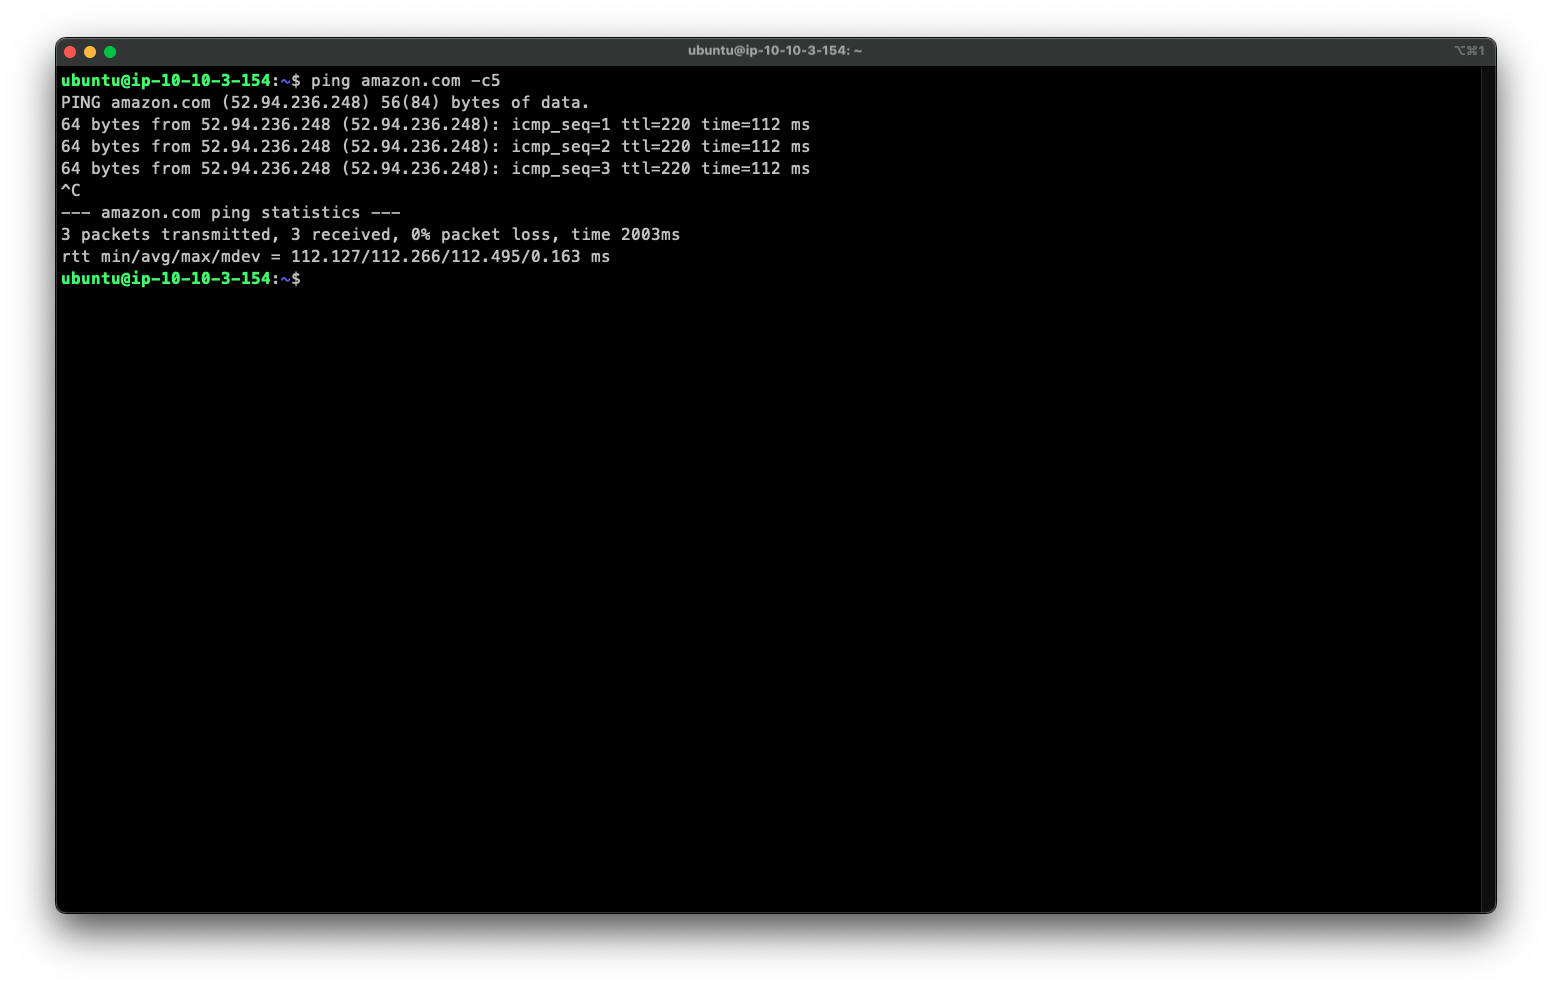 ubuntu@ip-10-10-3-154: ~
⌥⌘1
ubuntu@ip-10-10-3-154:~$ ping amazon.com -c5
PING amazon.com (52.94.236.248) 56(84) bytes of data.
64 bytes from 52.94.236.248 (52.94.236.248): icmp_seq=1 ttl=220 time=112 ms
64 bytes from 52.94.236.248 (52.94.236.248): icmp_seq=2 ttl=220 time=112 ms
64 bytes from 52.94.236.248 (52.94.236.248): icmp_seq=3 ttl=220 time=112 ms
^C
--- amazon.com ping statistics ---
3 packets transmitted, 3 received, 0% packet loss, time 2003ms
rtt min/avg/max/mdev = 112.127/112.266/112.495/0.163 ms
ubuntu@ip-10-10-3-154:~$